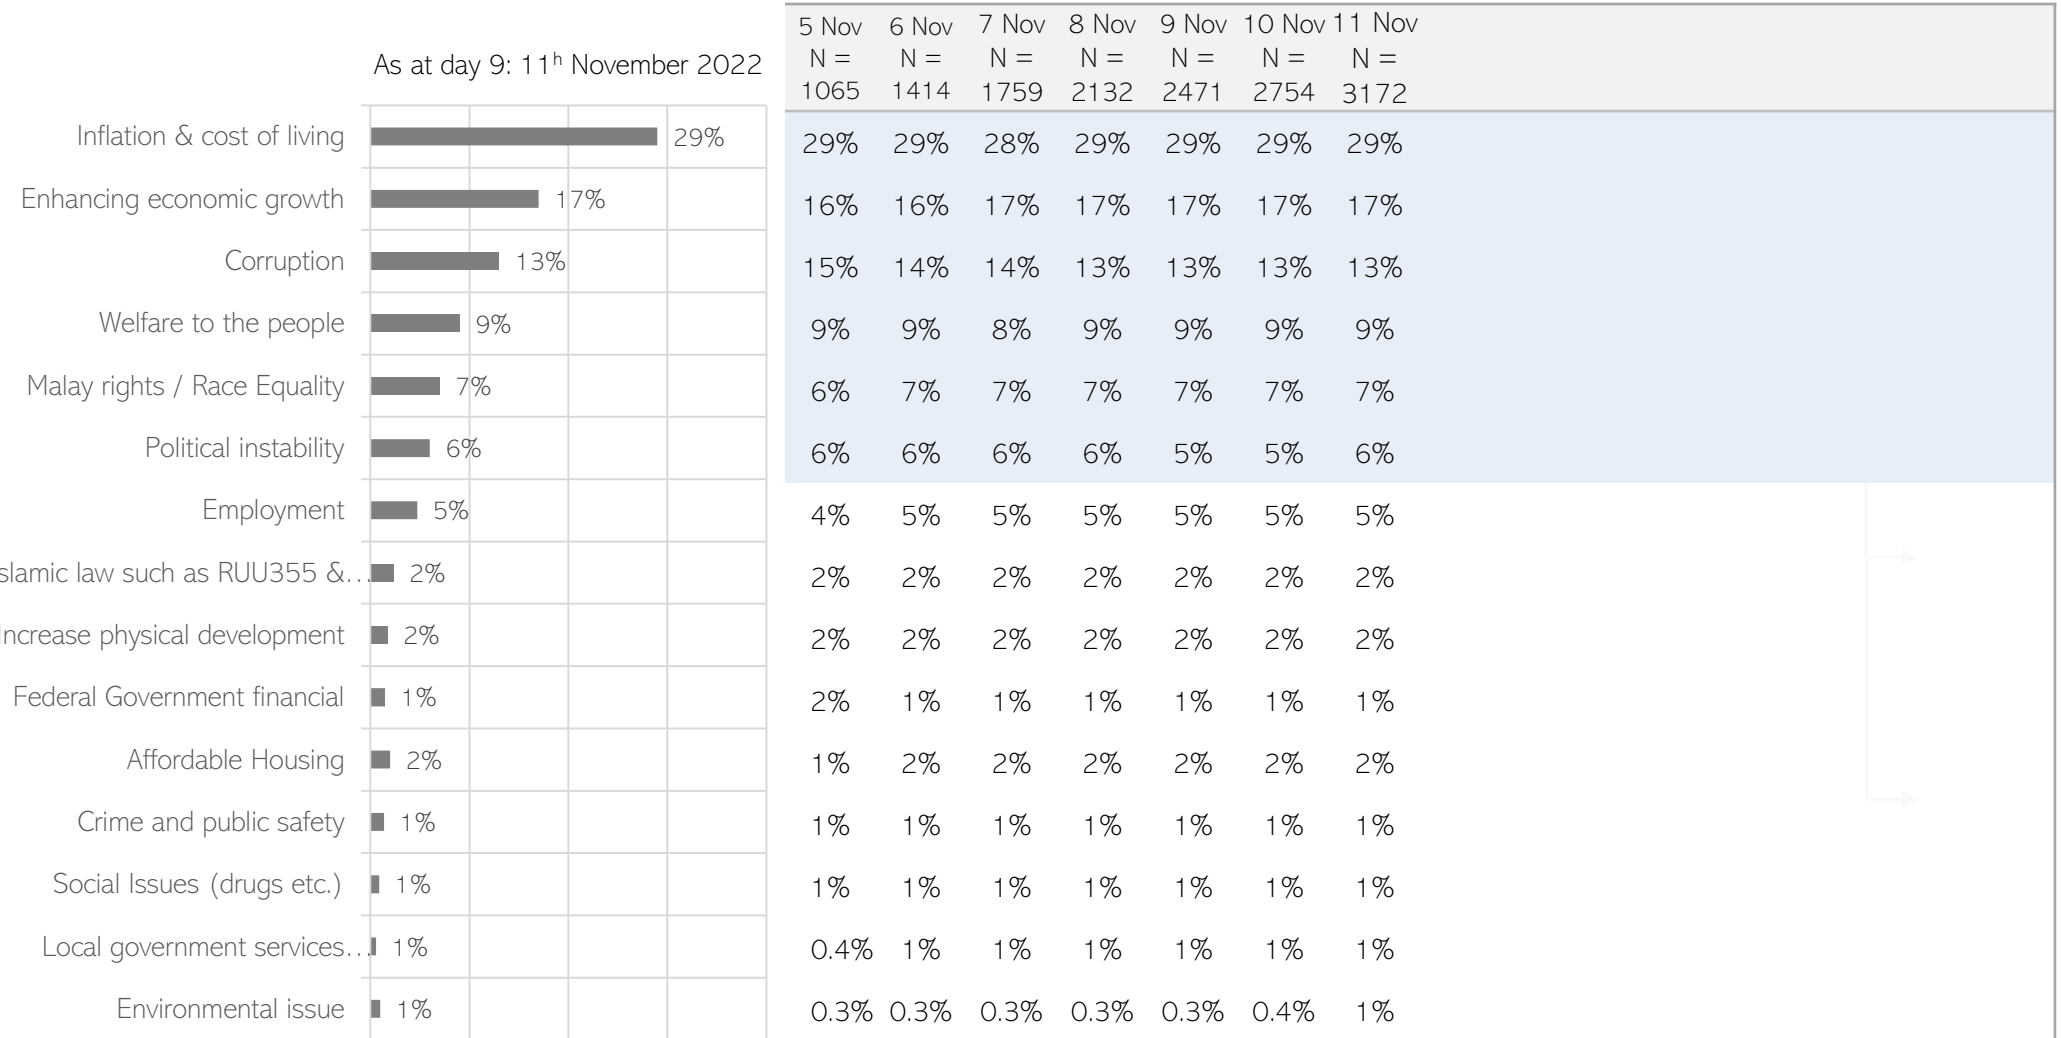 As at day 9: 11h November 2022
5 Nov 6 Nov 7 Nov 8 Nov 9 Nov 10 Nov 11 Nov
N = N = N = N = N = N = N =
1065 1414 1759 2132 2471 2754 3172
Inflation & cost of living 29% 29% 29% 28% 29% 29% 29% 29%
Enhancing economic growth 17% 16% 16% 17% 17% 17% 17% 17%
Corruption 13% 15% 14% 14% 13% 13% 13% 13%
Welfare to the people 9% 9% 9% 8% 9% 9% 9% 9%
Malay rights / Race Equality 7% 6% 7% 7% 7% 7% 7% 7%
Political instability 6% 6% 6% 6% 6% 5% 5% 6%
Employment 5% 4% 5% 5% 5% 5% 5% 5%
slamic law such as RUU355 &… 2% 2% 2% 2% 2% 2% 2% 2%
Increase physical development 2% 2% 2% 2% 2% 2% 2% 2%
Federal Government financial 1% 2% 1% 1% 1% 1% 1% 1%
Affordable Housing 2% 1% 2% 2% 2% 2% 2% 2%
Crime and public safety 1% 1% 1% 1% 1% 1% 1% 1%
Social Issues (drugs etc.) 1% 1% 1% 1% 1% 1% 1% 1%
Local government services… 1% 0.4% 1% 1% 1% 1% 1% 1%
Environmental issue 1% 0.3% 0.3% 0.3% 0.3% 0.3% 0.4% 1%